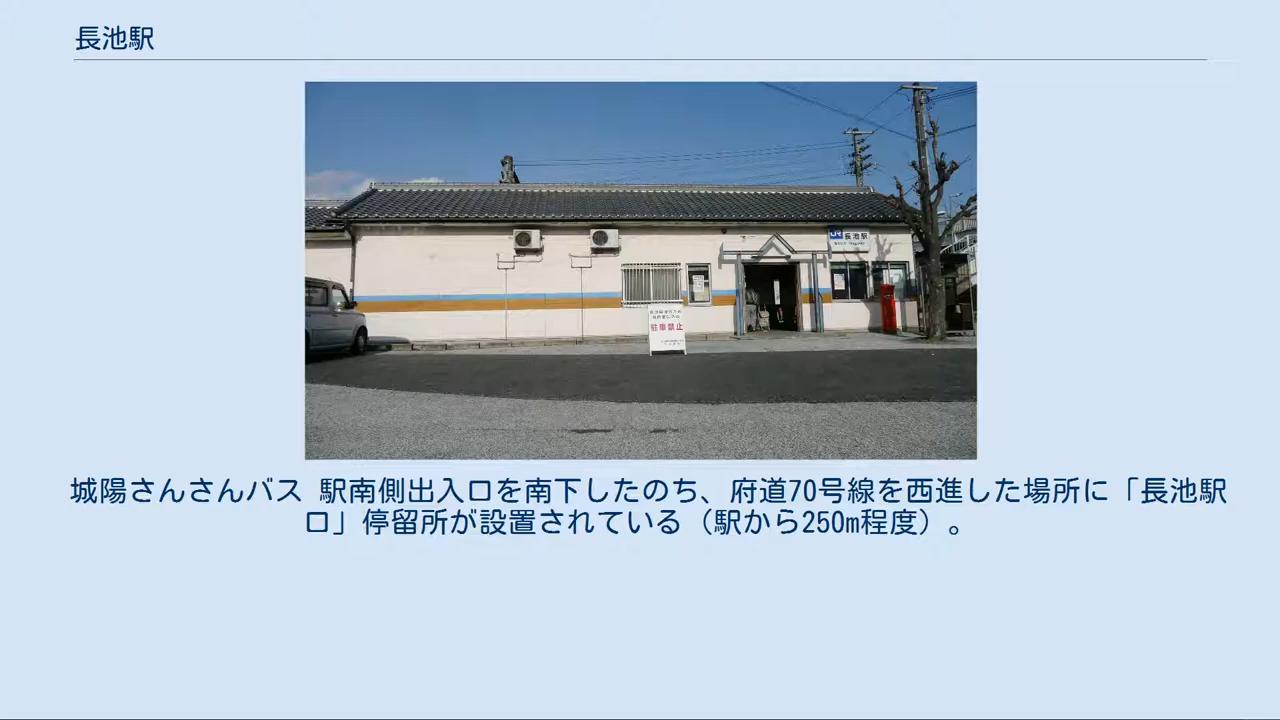 長池駅
JR 長池駅
駐車禁止
城陽さんさんバス 駅南側出入口を南下したのち、府道70号線を西進した場所に「長池駅
口」停留所が設置されている（駅から250m程度）。